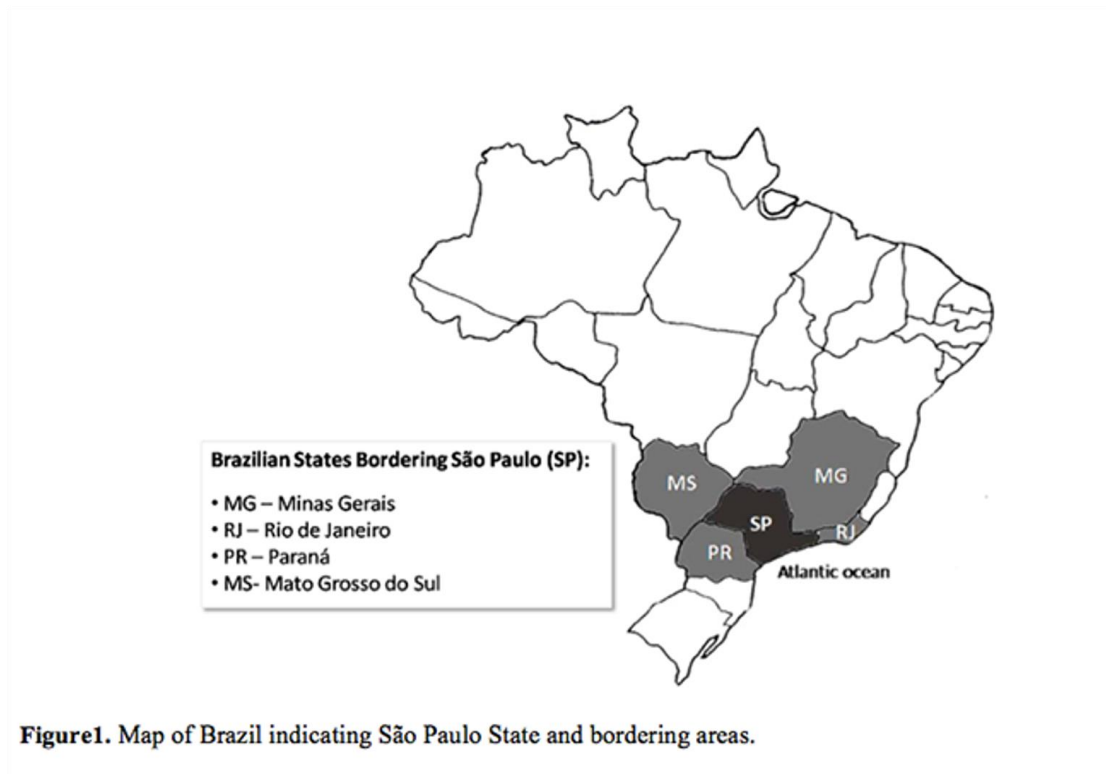 Brazilian States Bordering São Paulo (SP):
• MG – Minas Gerais
• RJ – Rio de Janeiro
• PR – Paraná
• MS- Mato Grosso do Sul
MS
MG
SP
RJ
PR
Atlantic ocean
Figure1. Map of Brazil indicating São Paulo State and bordering areas.